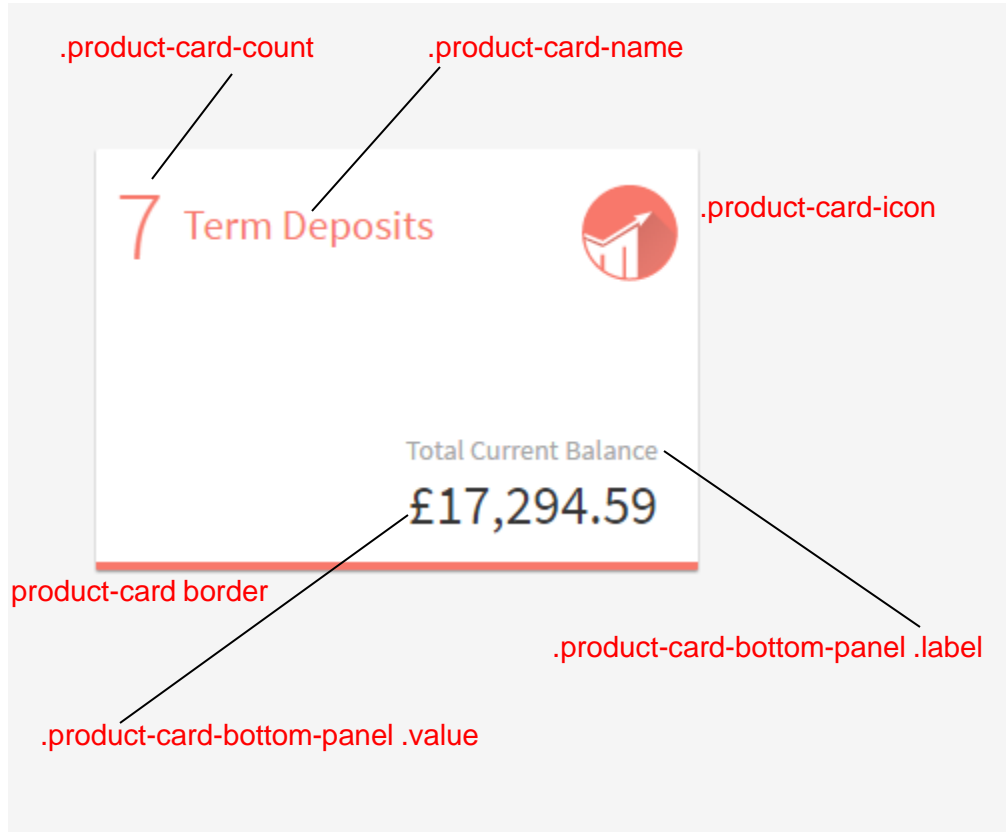 .product-card-count .product-card-name
7 Term Deposits
.product-card-icon
Total Current Balance
£17,294.59
product-card border
.product-card-bottom-panel .label
.product-card-bottom-panel .value